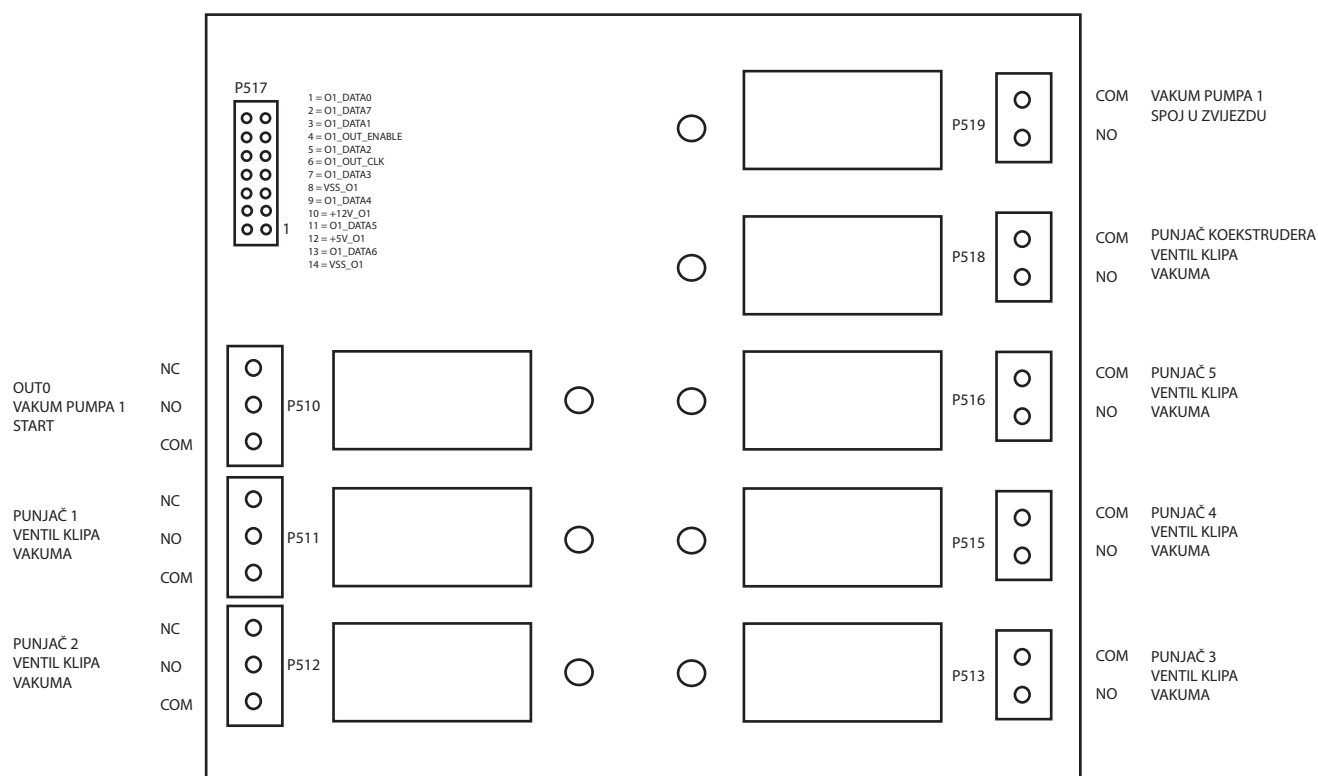 P517
1 = O1_DATA0
2 = O1_DATA7
3 = O1_DATA1
4 = O1_OUT_ENABLE
5 = O1_DATA2
6 = O1_OUT_CLK
7 = O1_DATA3
8 = VSS_O1
9 = O1_DATA4
10 = +12V_O1
11 = O1_DATA5
12 = +5V_O1
13 = O1_DATA6
14 = VSS_O1
1
P519
COM
NO
VAKUM PUMPA 1
SPOJ U ZVIJEZDU
P518
COM
NO
PUNJAČ KOEKSTRUDERA
VENTIL KLIPA
VAKUMA
OUT0
VAKUM PUMPA 1
START
NC
NO
COM
P510
P516
COM
NO
PUNJAČ 5
VENTIL KLIPA
VAKUMA
PUNJAČ 1
VENTIL KLIPA
VAKUMA
NC
NO
COM
P511
P515
COM
NO
PUNJAČ 4
VENTIL KLIPA
VAKUMA
PUNJAČ 2
VENTIL KLIPA
VAKUMA
NC
NO
COM
P512
P513
COM
NO
PUNJAČ 3
VENTIL KLIPA
VAKUMA